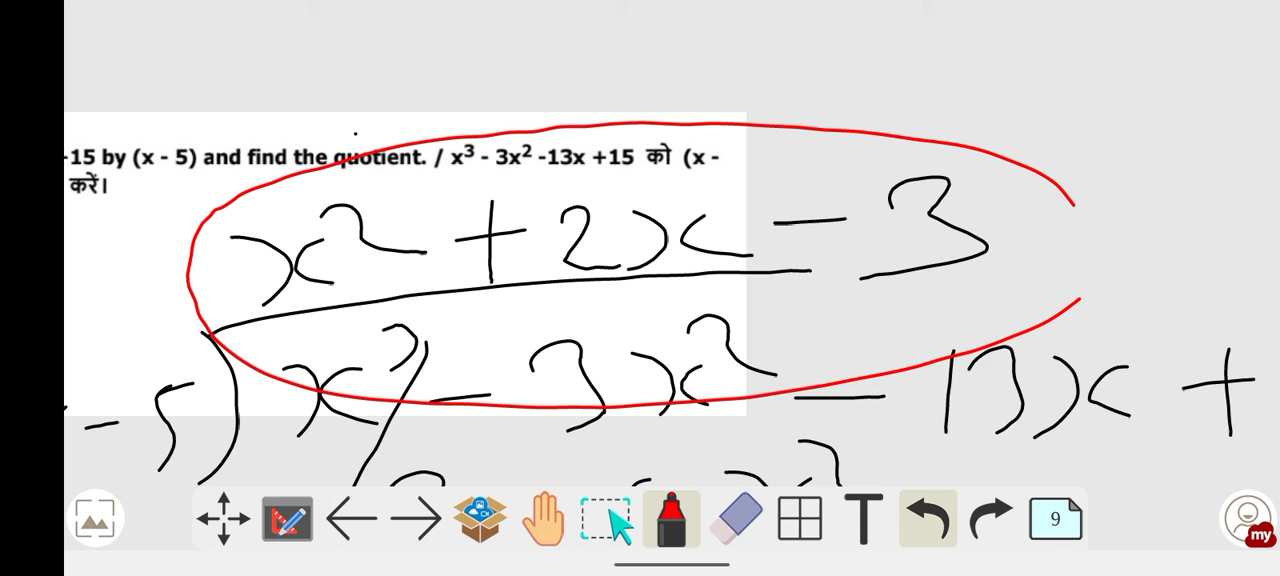 -15 by (x - 5) and find the quotient. / x³ - 3x² -13x +15 को (x -
करें।
x² + 2x - 3
- 5) x³ - 3x² - 13x +
T
9
my